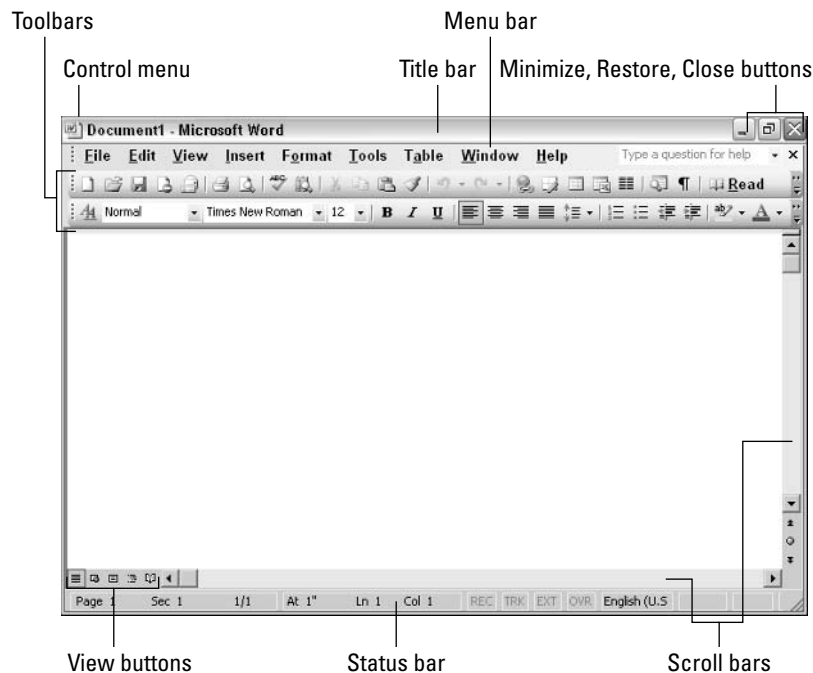 Toolbars Menu bar
Control menu Title bar Minimize, Restore, Close buttons
Document1 - Microsoft Word
File Edit View Insert Format Tools Table Window Help Type a question for help
ABC Read
Normal Times New Roman 12 B I U ab A
Page 1 Sec 1 1/1 At 1" Ln 1 Col 1 REC TRK EXT OVR English (U.S
View buttons Status bar Scroll bars